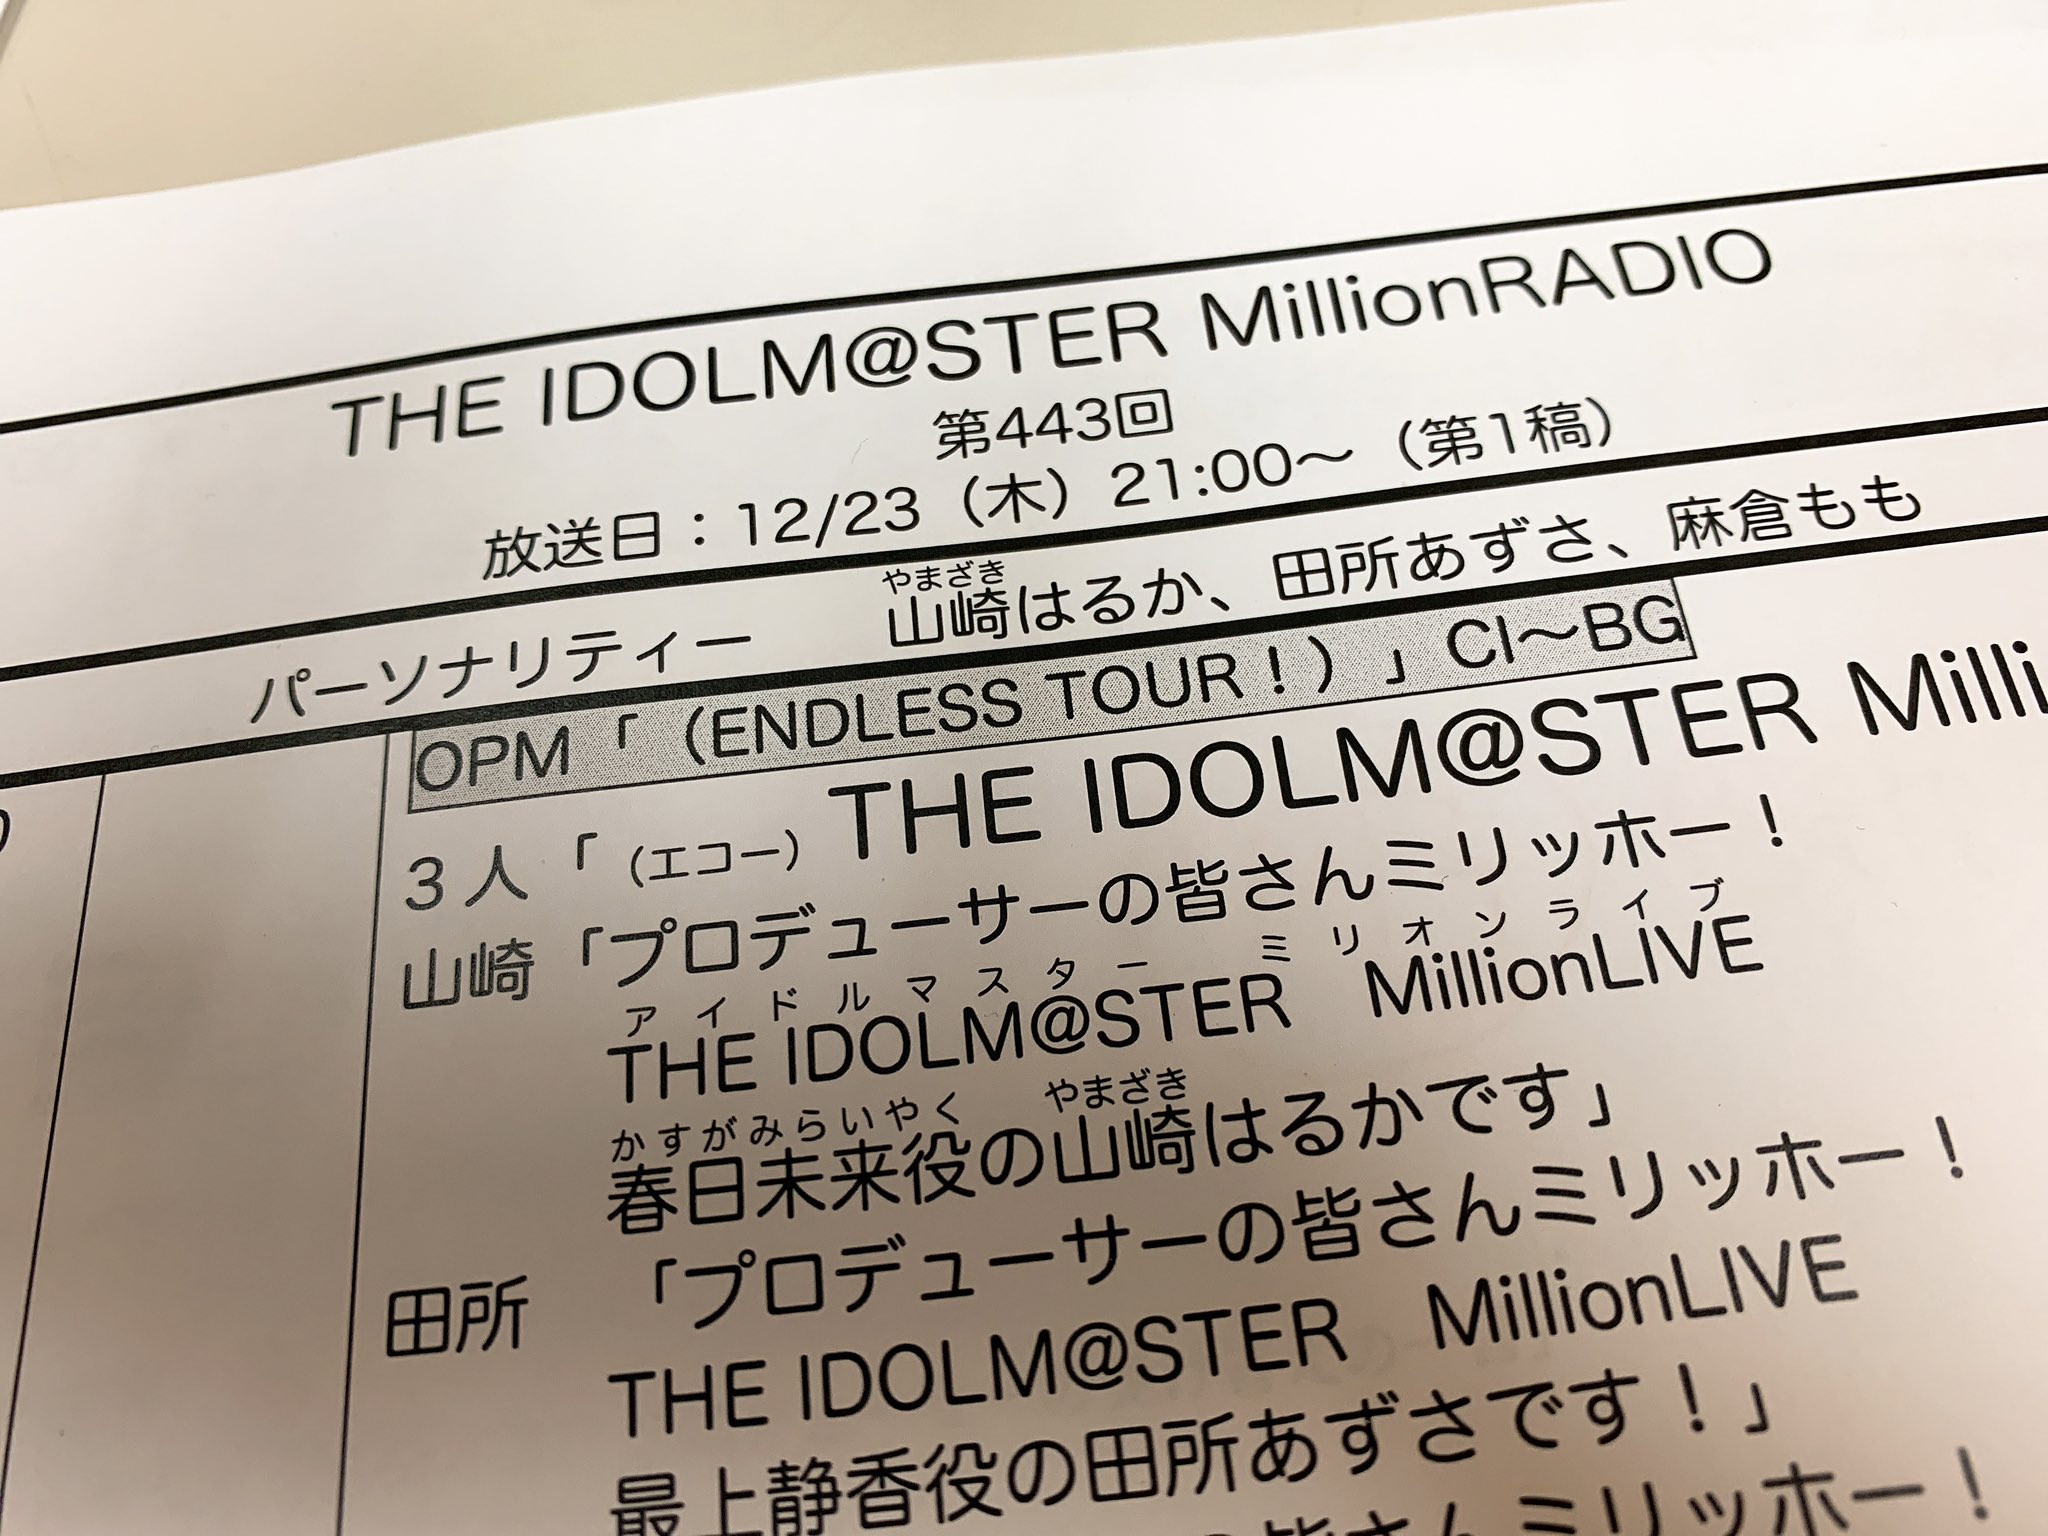 THE IDOLM@STER MillionRADIO
第443回
放送日：12/23（木）21:00～（第1稿）
やまざき
パーソナリティー 山崎はるか、田所あずさ、麻倉もも
OPM「（ENDLESS TOUR！）」CI～BG
3人「（エコー）THE IDOLM@STER Milli
山崎「プロデューサーの皆さんミリッホー！
アイドルマスター ミリオンライブ
THE IDOLM@STER MillionLIVE
かすがみらいやく やまざき
春日未来役の山崎はるかです」
田所 「プロデューサーの皆さんミリッホー！
THE IDOLM@STER MillionLIVE
最上静香役の田所あずさです！」
の皆さんミリッホー！